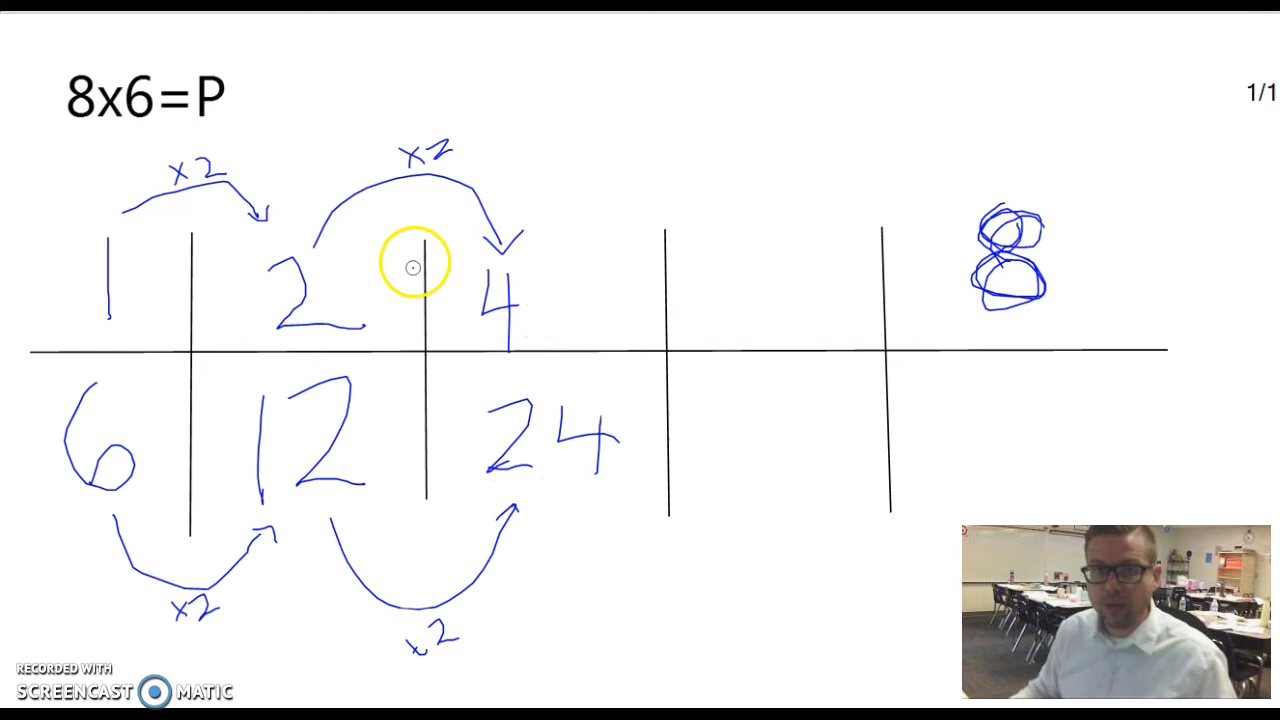 8x6=P
1/1
x2 x2
1 2 4 8
6 12 24
x2 x2
RECORDED WITH
SCREENCAST MATIC